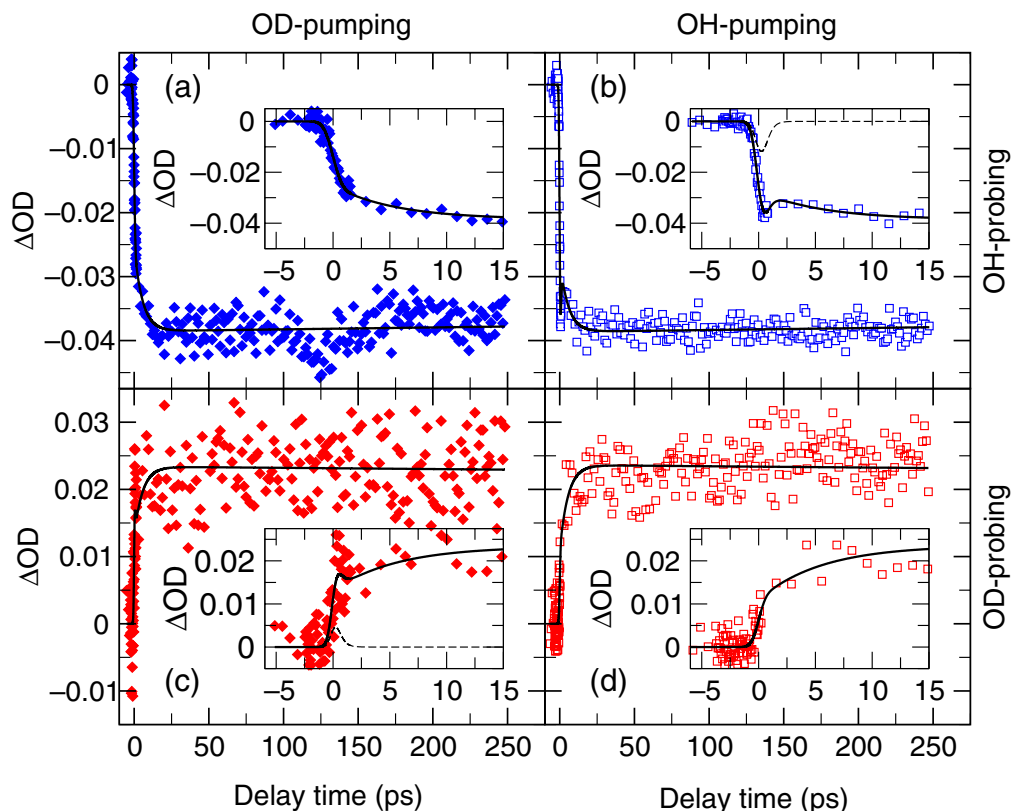 OD-pumping OH-pumping
(a) (b)
0
−0.01
−0.02
−0.03
−0.04
ΔOD
0
−0.02
−0.04
ΔOD
−5 0 5 10 15
0
−0.02
−0.04
ΔOD
−5 0 5 10 15
OH-probing
0.03
0.02
0.01
0
−0.01
ΔOD
0.02
0.01
0
ΔOD
−5 0 5 10 15
(c)
0.02
0.01
0
ΔOD
−5 0 5 10 15
(d)
OD-probing
0 50 100 150 200 250 0 50 100 150 200 250
Delay time (ps) Delay time (ps)